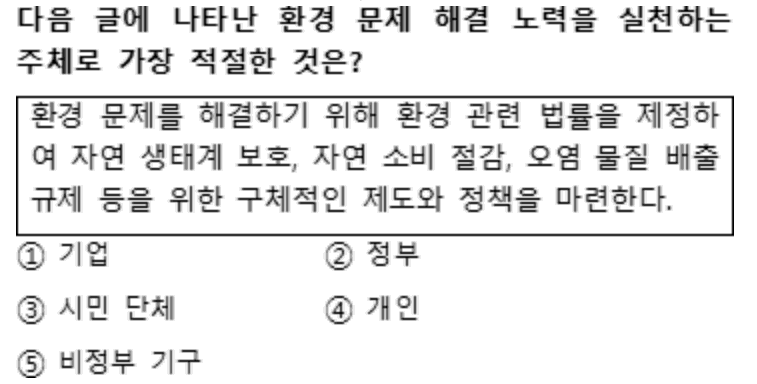 다음 글에 나타난 환경 문제 해결 노력을 실천하는
주체로 가장 적절한 것은?
환경 문제를 해결하기 위해 환경 관련 법률을 제정하
여 자연 생태계 보호, 자연 소비 절감, 오염 물질 배출
규제 등을 위한 구체적인 제도와 정책을 마련한다.
① 기업 ② 정부
③ 시민 단체 ④ 개인
⑤ 비정부 기구